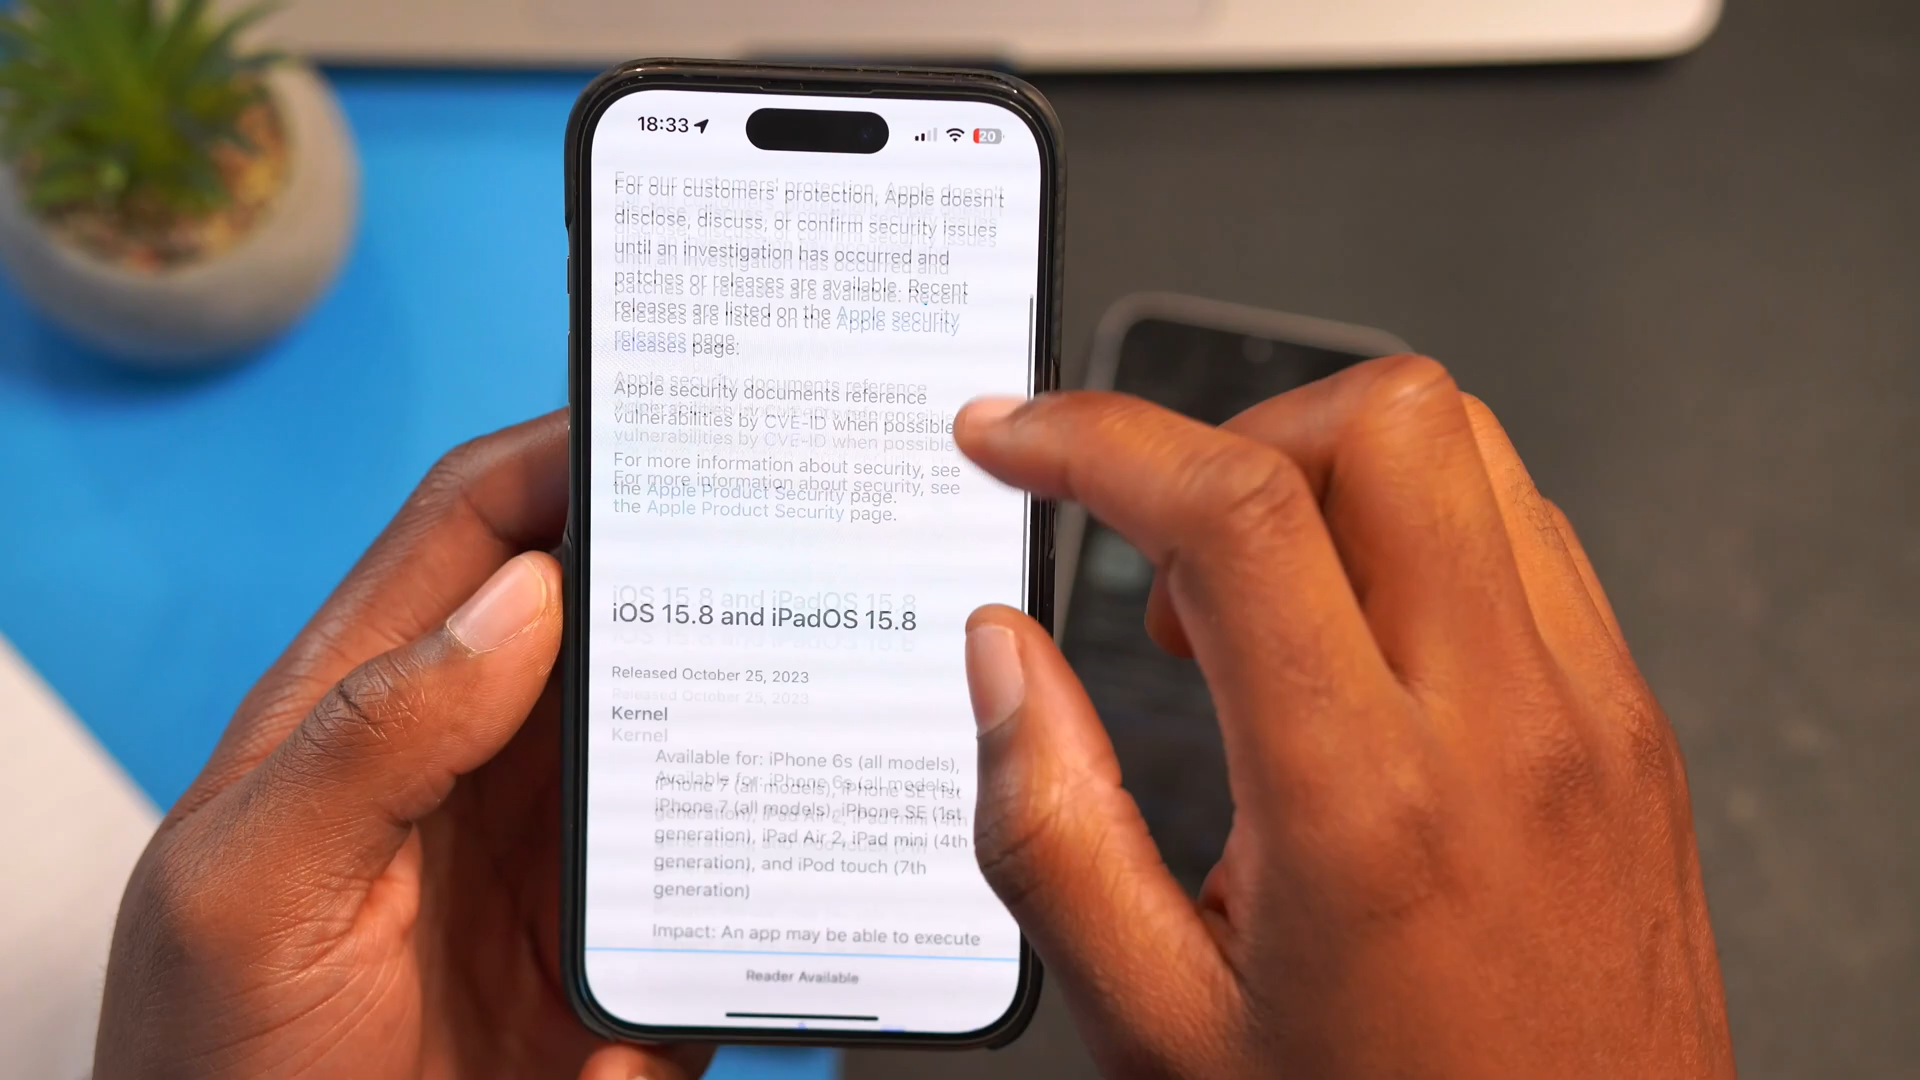 18:33
20
For our customers' protection, Apple doesn't
disclose, discuss, or confirm security issues
until an investigation has occurred and
patches or releases are available. Recent
releases are listed on the Apple security
releases page.
Apple security documents reference
vulnerabilities by CVE-ID when possible
For more information about security, see
the Apple Product Security page.
iOS 15.8 and iPadOS 15.8
Released October 25, 2023
Kernel
Available for: iPhone 6s (all models),
iPhone 7 (all models), iPhone SE (1st
generation), iPad Air 2, iPad mini (4th
generation), and iPod touch (7th
generation)
Impact: An app may be able to execute
Reader Available